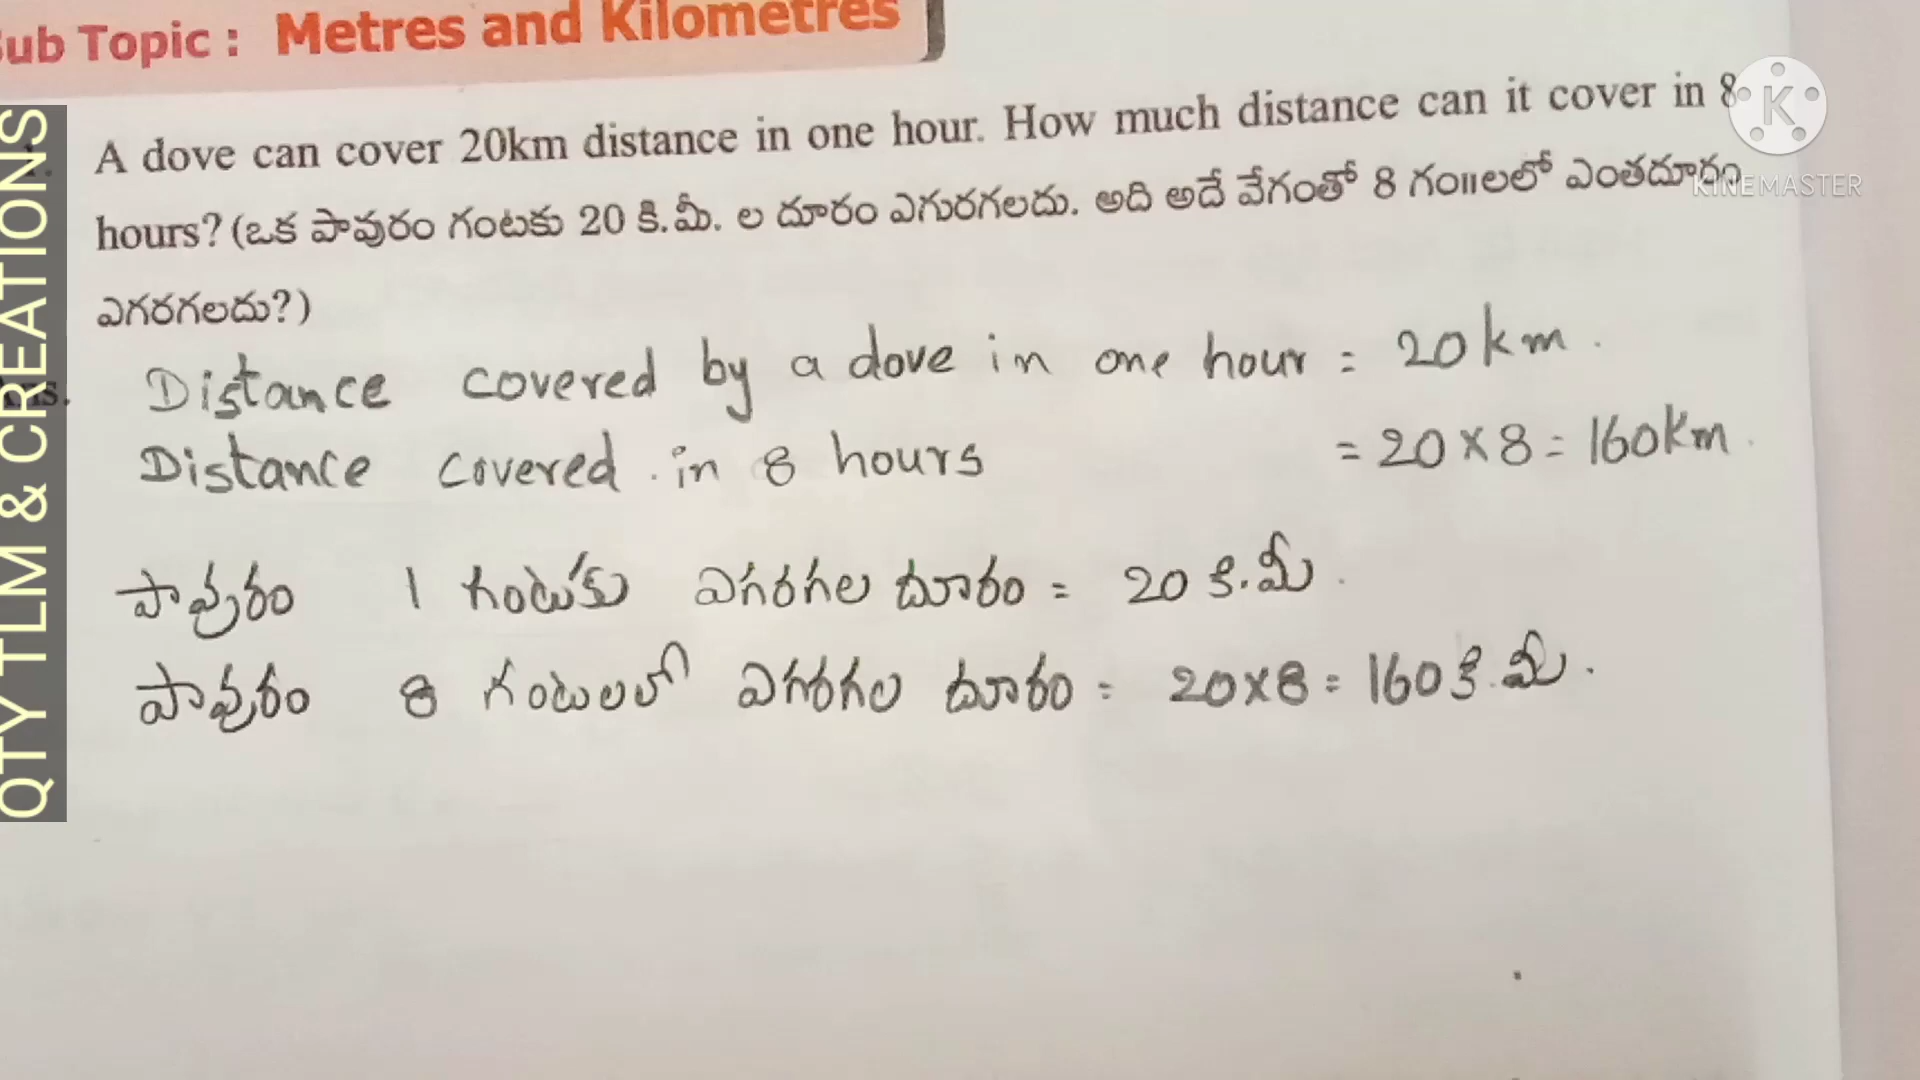 Sub Topic : Metres and Kilometres
A dove can cover 20km distance in one hour. How much distance can it cover in 8
hours? (ఒక పావురం గంటకు 20 కి.మీ. ల దూరం ఎగురగలదు. అది అదే వేగంతో 8 గం॥లలో ఎంతదూరం
ఎగరగలదు?)
Distance covered by a dove in one hour = 20km.
Distance covered in 8 hours = 20×8 = 160km.
పావురం 1 గంటకు ఎగరగల దూరం = 20 కి.మీ.
పావురం 8 గంటలలో ఎగరగల దూరం = 20×8 = 160 కి.మీ.
QTY TLM & CREATIONS
KINEMASTER